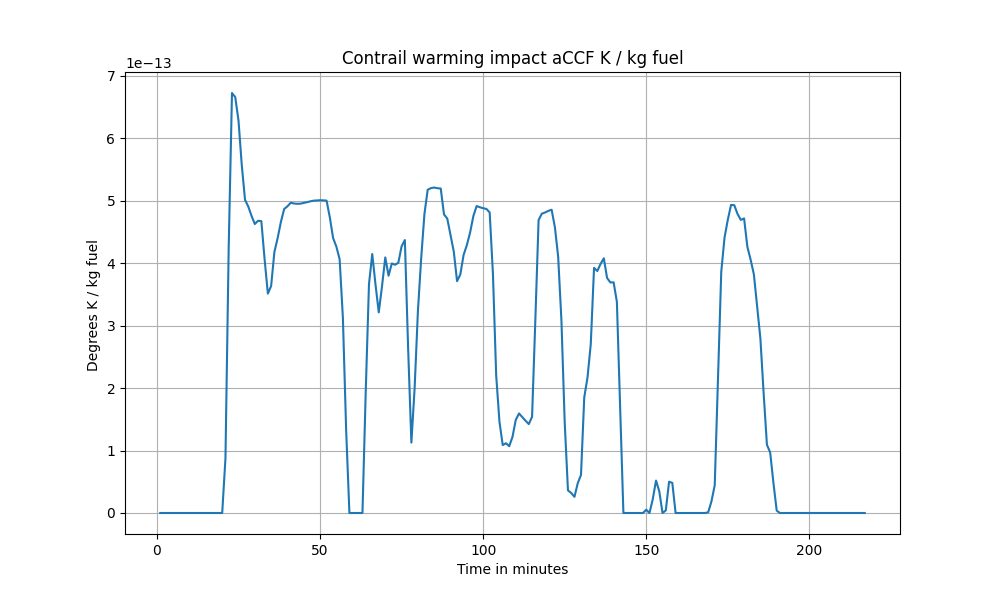 Contrail warming impact aCCF K / kg fuel
1e−13
7
6
5
4
3
2
1
0
Degrees K / kg fuel
0 50 100 150 200
Time in minutes